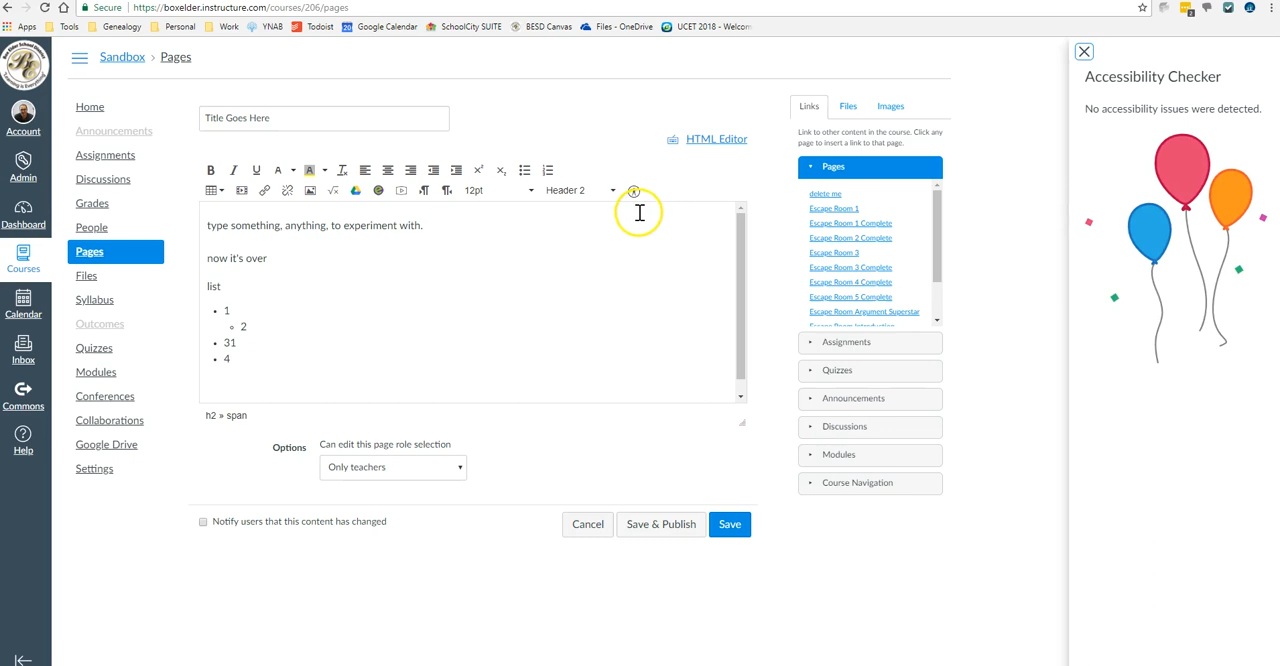 Secure
https://boxelder.instructure.com/courses/206/pages
2
Apps
Tools
Genealogy
Personal
Work
YNAB
Todoist
20
Google Calendar
SchoolCity SUITE
BESD Canvas
Files - OneDrive
UCET 2018 - Welcom
Account
Admin
Dashboard
Courses
Calendar
Inbox
Commons
Help
Sandbox > Pages
Home
Announcements
Assignments
Discussions
Grades
People
Pages
Files
Syllabus
Outcomes
Quizzes
Modules
Conferences
Collaborations
Google Drive
Settings
Title Goes Here
HTML Editor
12pt
Header 2
type something, anything, to experiment with.
now it's over
list
1
2
31
4
h2 » span
Options
Can edit this page role selection
Only teachers
Notify users that this content has changed
Cancel
Save & Publish
Save
Links
Files
Images
Link to other content in the course. Click any
page to insert a link to that page.
Pages
delete me
Escape Room 1
Escape Room 1 Complete
Escape Room 2 Complete
Escape Room 3
Escape Room 3 Complete
Escape Room 4 Complete
Escape Room 5 Complete
Escape Room Argument Superstar
Escape Room Introduction
Assignments
Quizzes
Announcements
Discussions
Modules
Course Navigation
Accessibility Checker
No accessibility issues were detected.